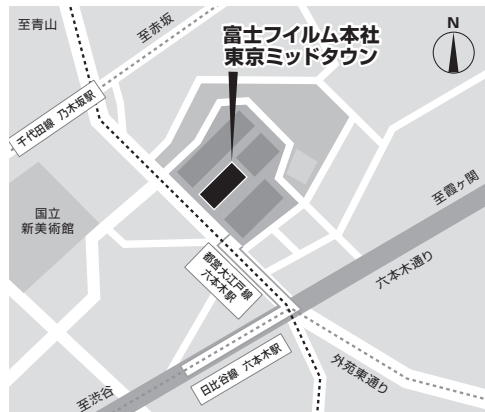 至青山
至赤坂
富士フイルム本社
東京ミッドタウン
N
千代田線 乃木坂駅
至霞ヶ関
国立
新美術館
都営大江戸線
六本木駅
六本木通り
日比谷線 六本木駅
外苑東通り
至渋谷